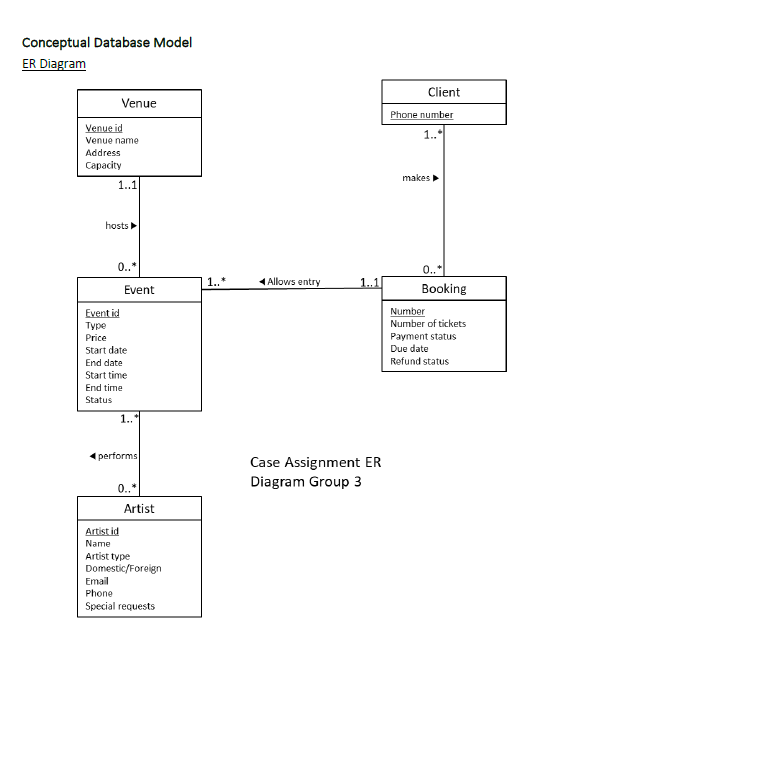 Conceptual Database Model
ER Diagram
Venue
Venue id
Venue name
Address
Capacity
1..1
hosts ▶
0..*
Client
Phone number
1..*
makes ▶
0..*
Event
Event id
Type
Price
Start date
End date
Start time
End time
Status
1..* ◀ Allows entry 1..1
Booking
Number
Number of tickets
Payment status
Due date
Refund status
1..*
◀ performs
0..*
Case Assignment ER
Diagram Group 3
Artist
Artist id
Name
Artist type
Domestic/Foreign
Email
Phone
Special requests